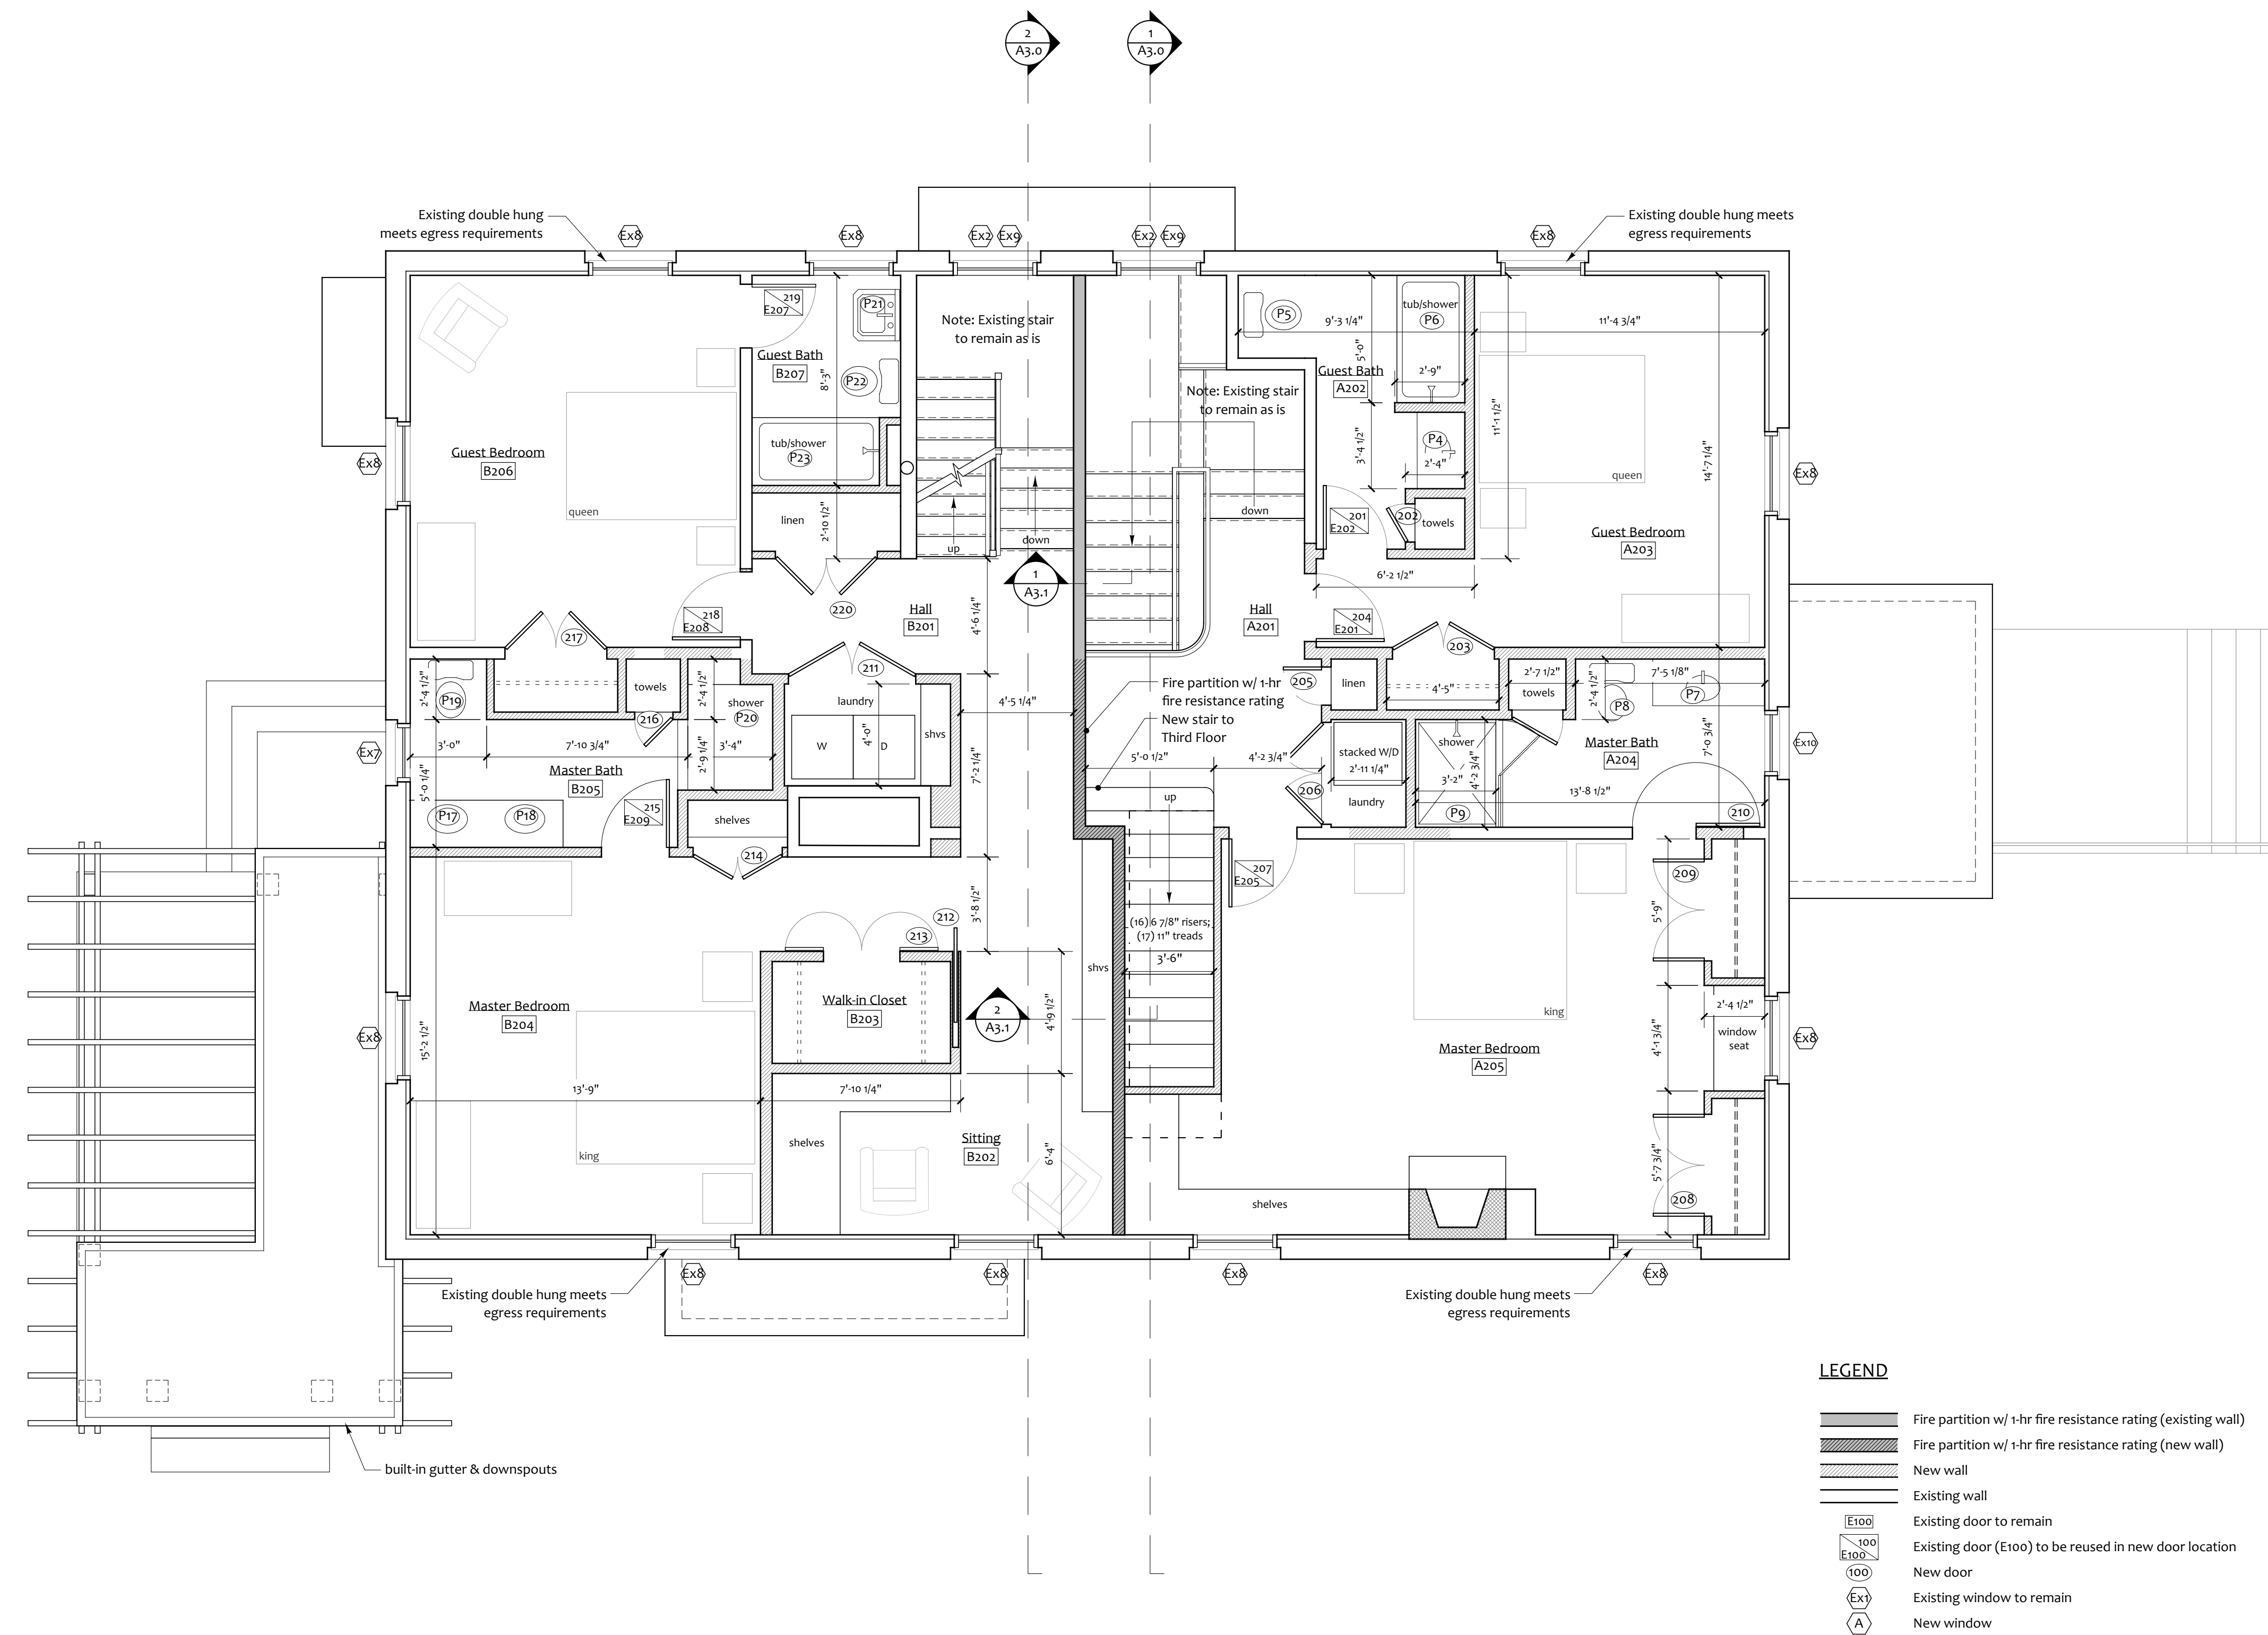 2
A3.0
1
A3.0
Existing double hung
meets egress requirements
Ex8
Ex8
Ex2
Ex9
Ex2
Ex9
Ex8
Existing double hung meets
egress requirements
219
E207
P21
Note: Existing stair
to remain as is
P5
9'-3 1/4"
5'-0"
tub/shower
P6
11'-4 3/4"
Guest Bath
B207
8'-3"
P22
Guest Bath
A202
2'-9"
Note: Existing stair
to remain as is
11'-1 1/2"
14'-7 1/4"
Guest Bedroom
B206
Ex8
tub/shower
P23
3'-4 1/2"
P4
2'-4"
queen
Ex8
queen
linen
2'-10 1/2"
up
down
down
201
E202
202
towels
Guest Bedroom
A203
1
A3.1
6'-2 1/2"
220
Hall
B201
4'-6 1/4"
Hall
A201
218
E208
217
204
E201
203
211
205
linen
4'-5"
2'-7 1/2"
towels
2'-4 1/2"
7'-5 1/8"
P7
P8
2'-4 1/2"
P19
towels
216
2'-4 1/2"
shower
P20
laundry
4'-0"
W
D
shvs
4'-5 1/4"
Fire partition w/ 1-hr
fire resistance rating
New stair to
Third Floor
Ex7
3'-0"
7'-10 3/4"
2'-9 1/4"
3'-4"
Master Bath
B205
5'-0 1/4"
7'-2 1/4"
5'-0 1/2"
4'-2 3/4"
stacked W/D
2'-11 1/4"
laundry
206
shower
3'-2"
4'-2 3/4"
P9
Master Bath
A204
7'-0 3/4"
13'-8 1/2"
Ex10
210
P17
P18
215
E209
shelves
214
up
207
E205
209
5'-9"
212
213
3'-8 1/2"
(16) 6 7/8" risers;
(17) 11" treads
3'-6"
shvs
Master Bedroom
B204
Walk-in Closet
B203
2
A3.1
4'-9 1/2"
king
2'-4 1/2"
window
seat
Ex8
Ex8
15'-2 1/2"
Master Bedroom
A205
4'-1 3/4"
13'-9"
7'-10 1/4"
king
shelves
Sitting
B202
6'-4"
5'-7 3/4"
208
shelves
Ex8
Ex8
Ex8
Ex8
Existing double hung meets
egress requirements
Existing double hung meets
egress requirements
built-in gutter & downspouts
LEGEND
Fire partition w/ 1-hr fire resistance rating (existing wall)
Fire partition w/ 1-hr fire resistance rating (new wall)
New wall
Existing wall
E100
Existing door to remain
100
E100
Existing door (E100) to be reused in new door location
100
New door
Ex1
Existing window to remain
A
New window